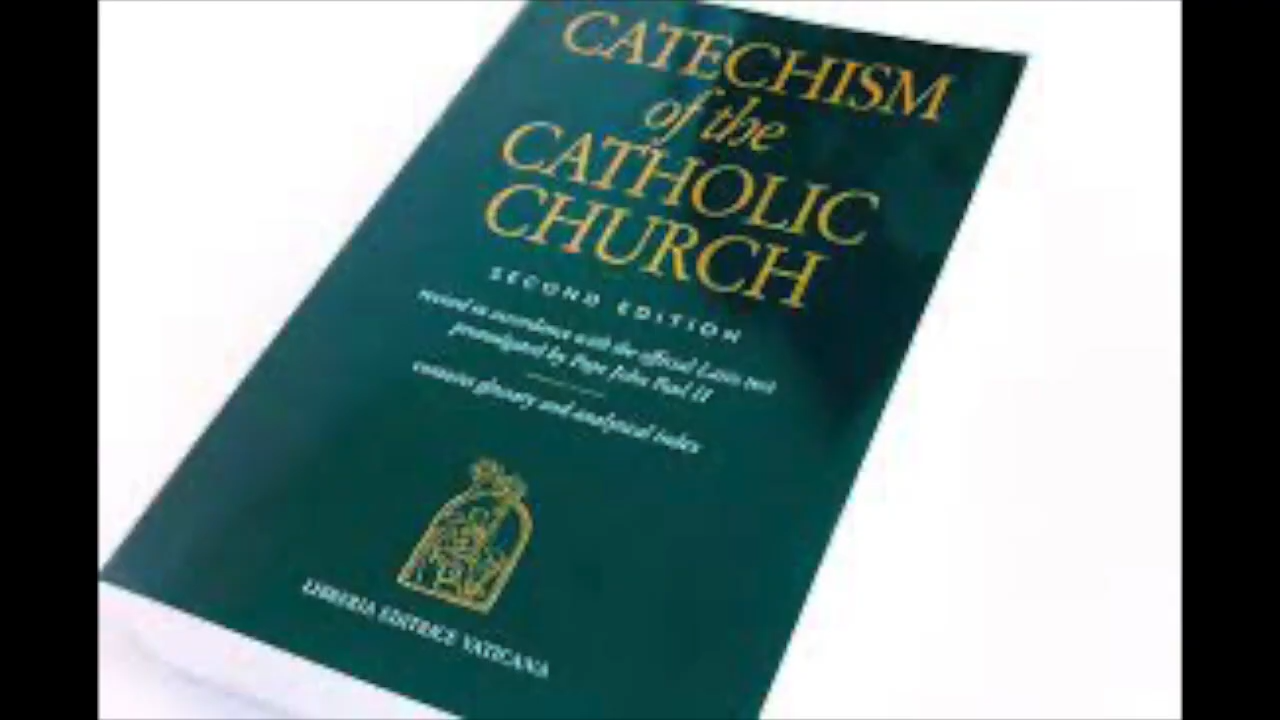 CATECHISM
of the
CATHOLIC
CHURCH
SECOND EDITION
revised in accordance with the official Latin text
promulgated by Pope John Paul II
contains glossary and analytical index
LIBRERIA EDITRICE VATICANA